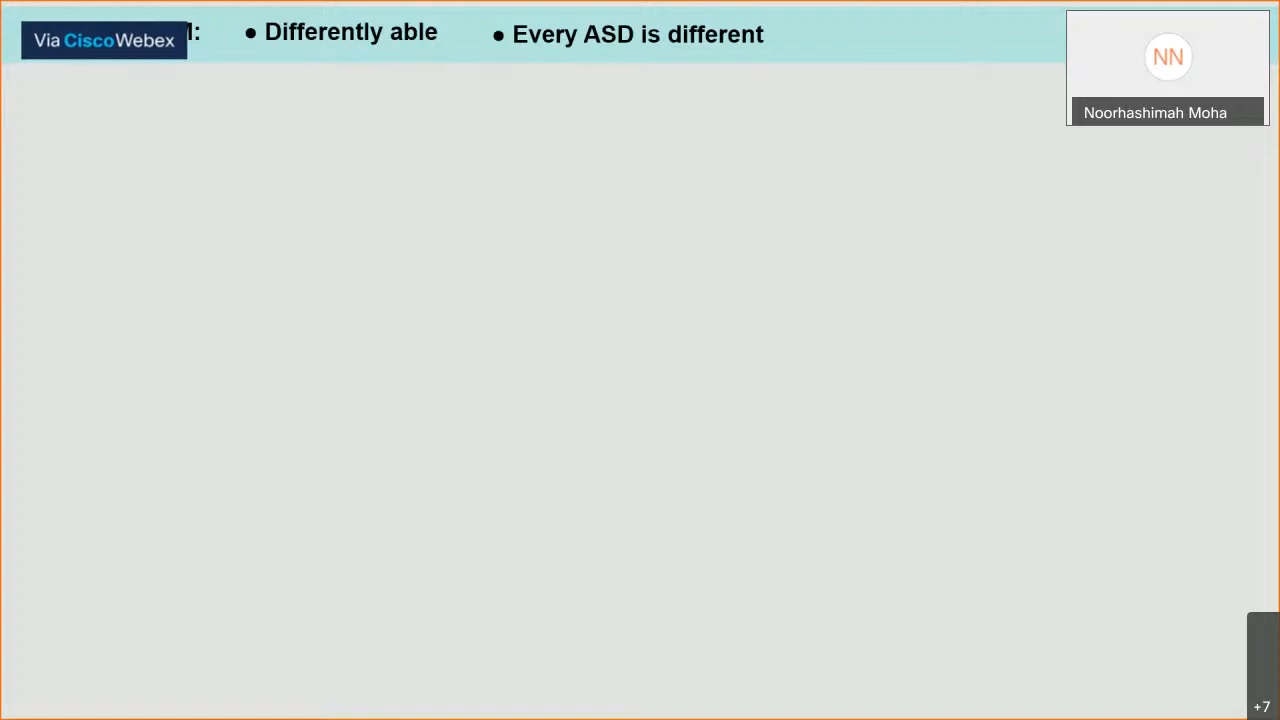 Via CiscoWebex
● Differently able ● Every ASD is different
NN
Noorhashimah Moha
+7